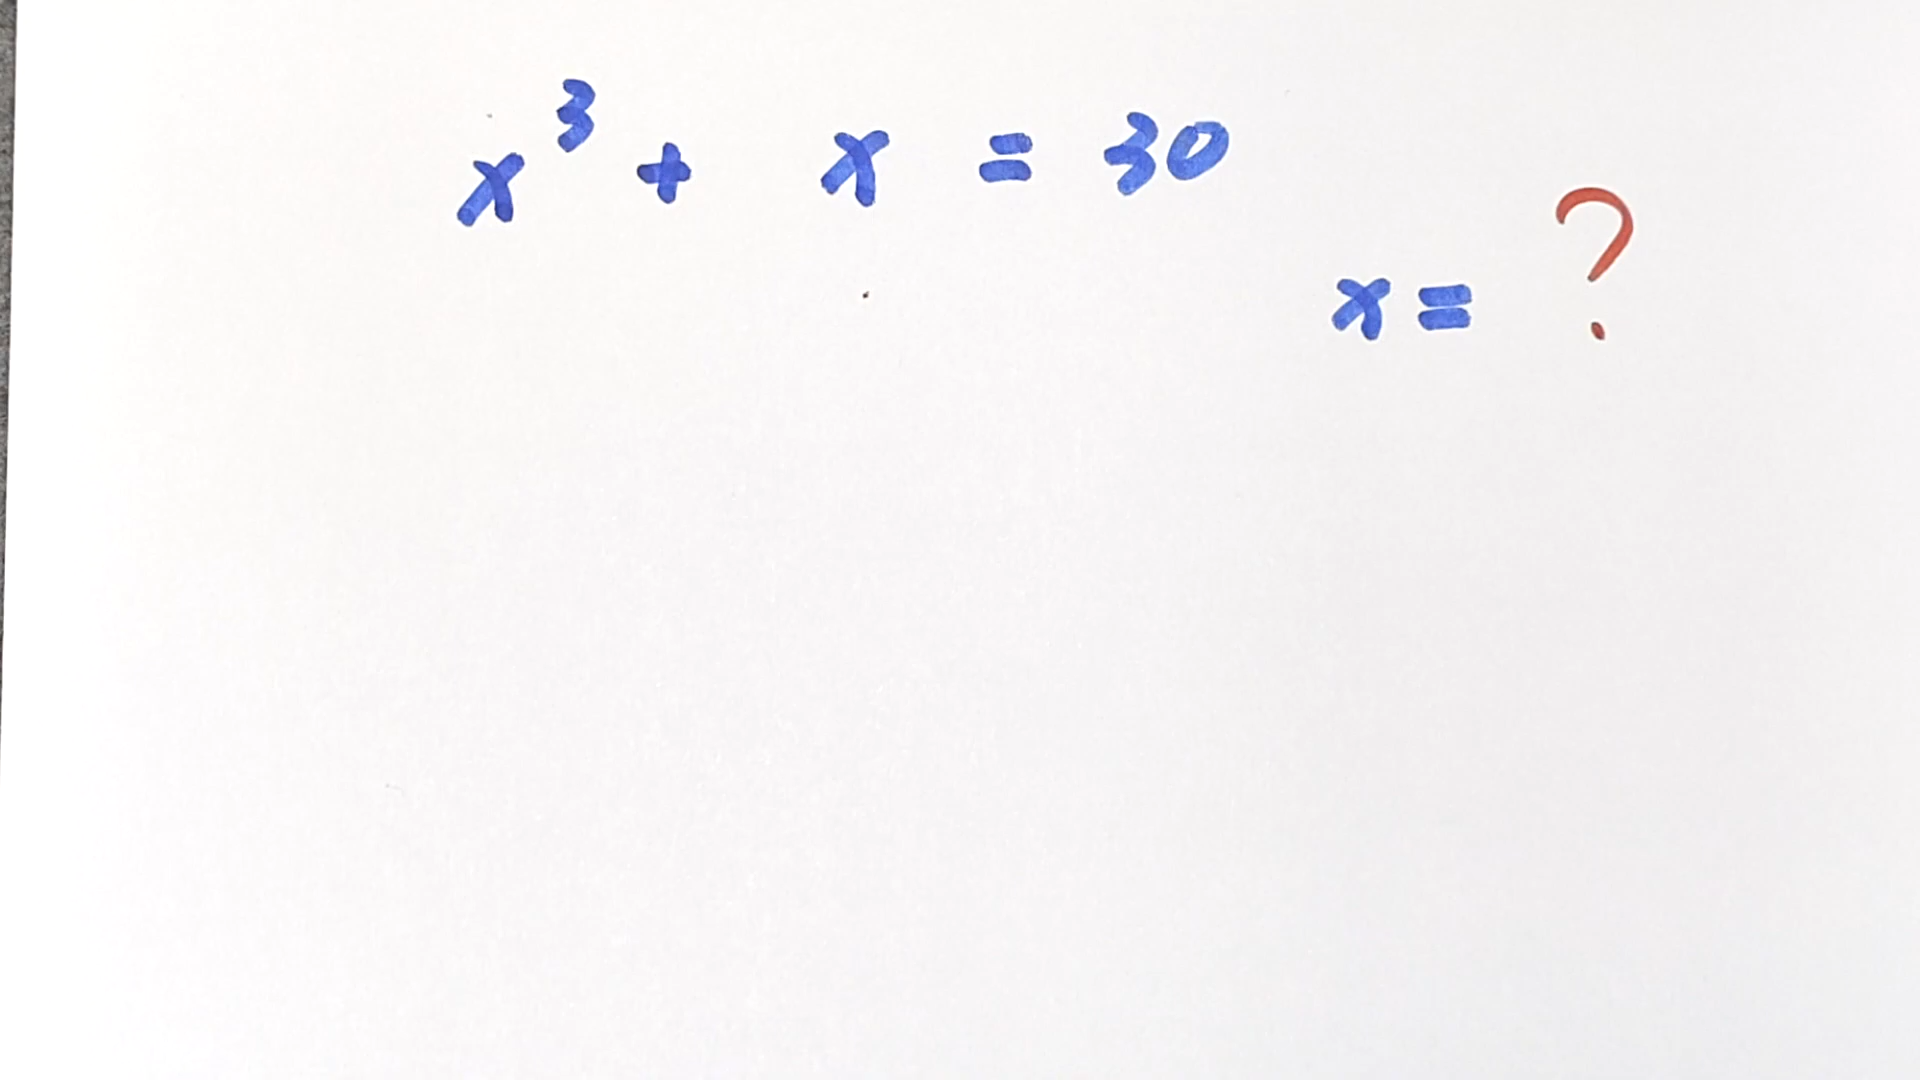 x³ + x = 30
x = ?